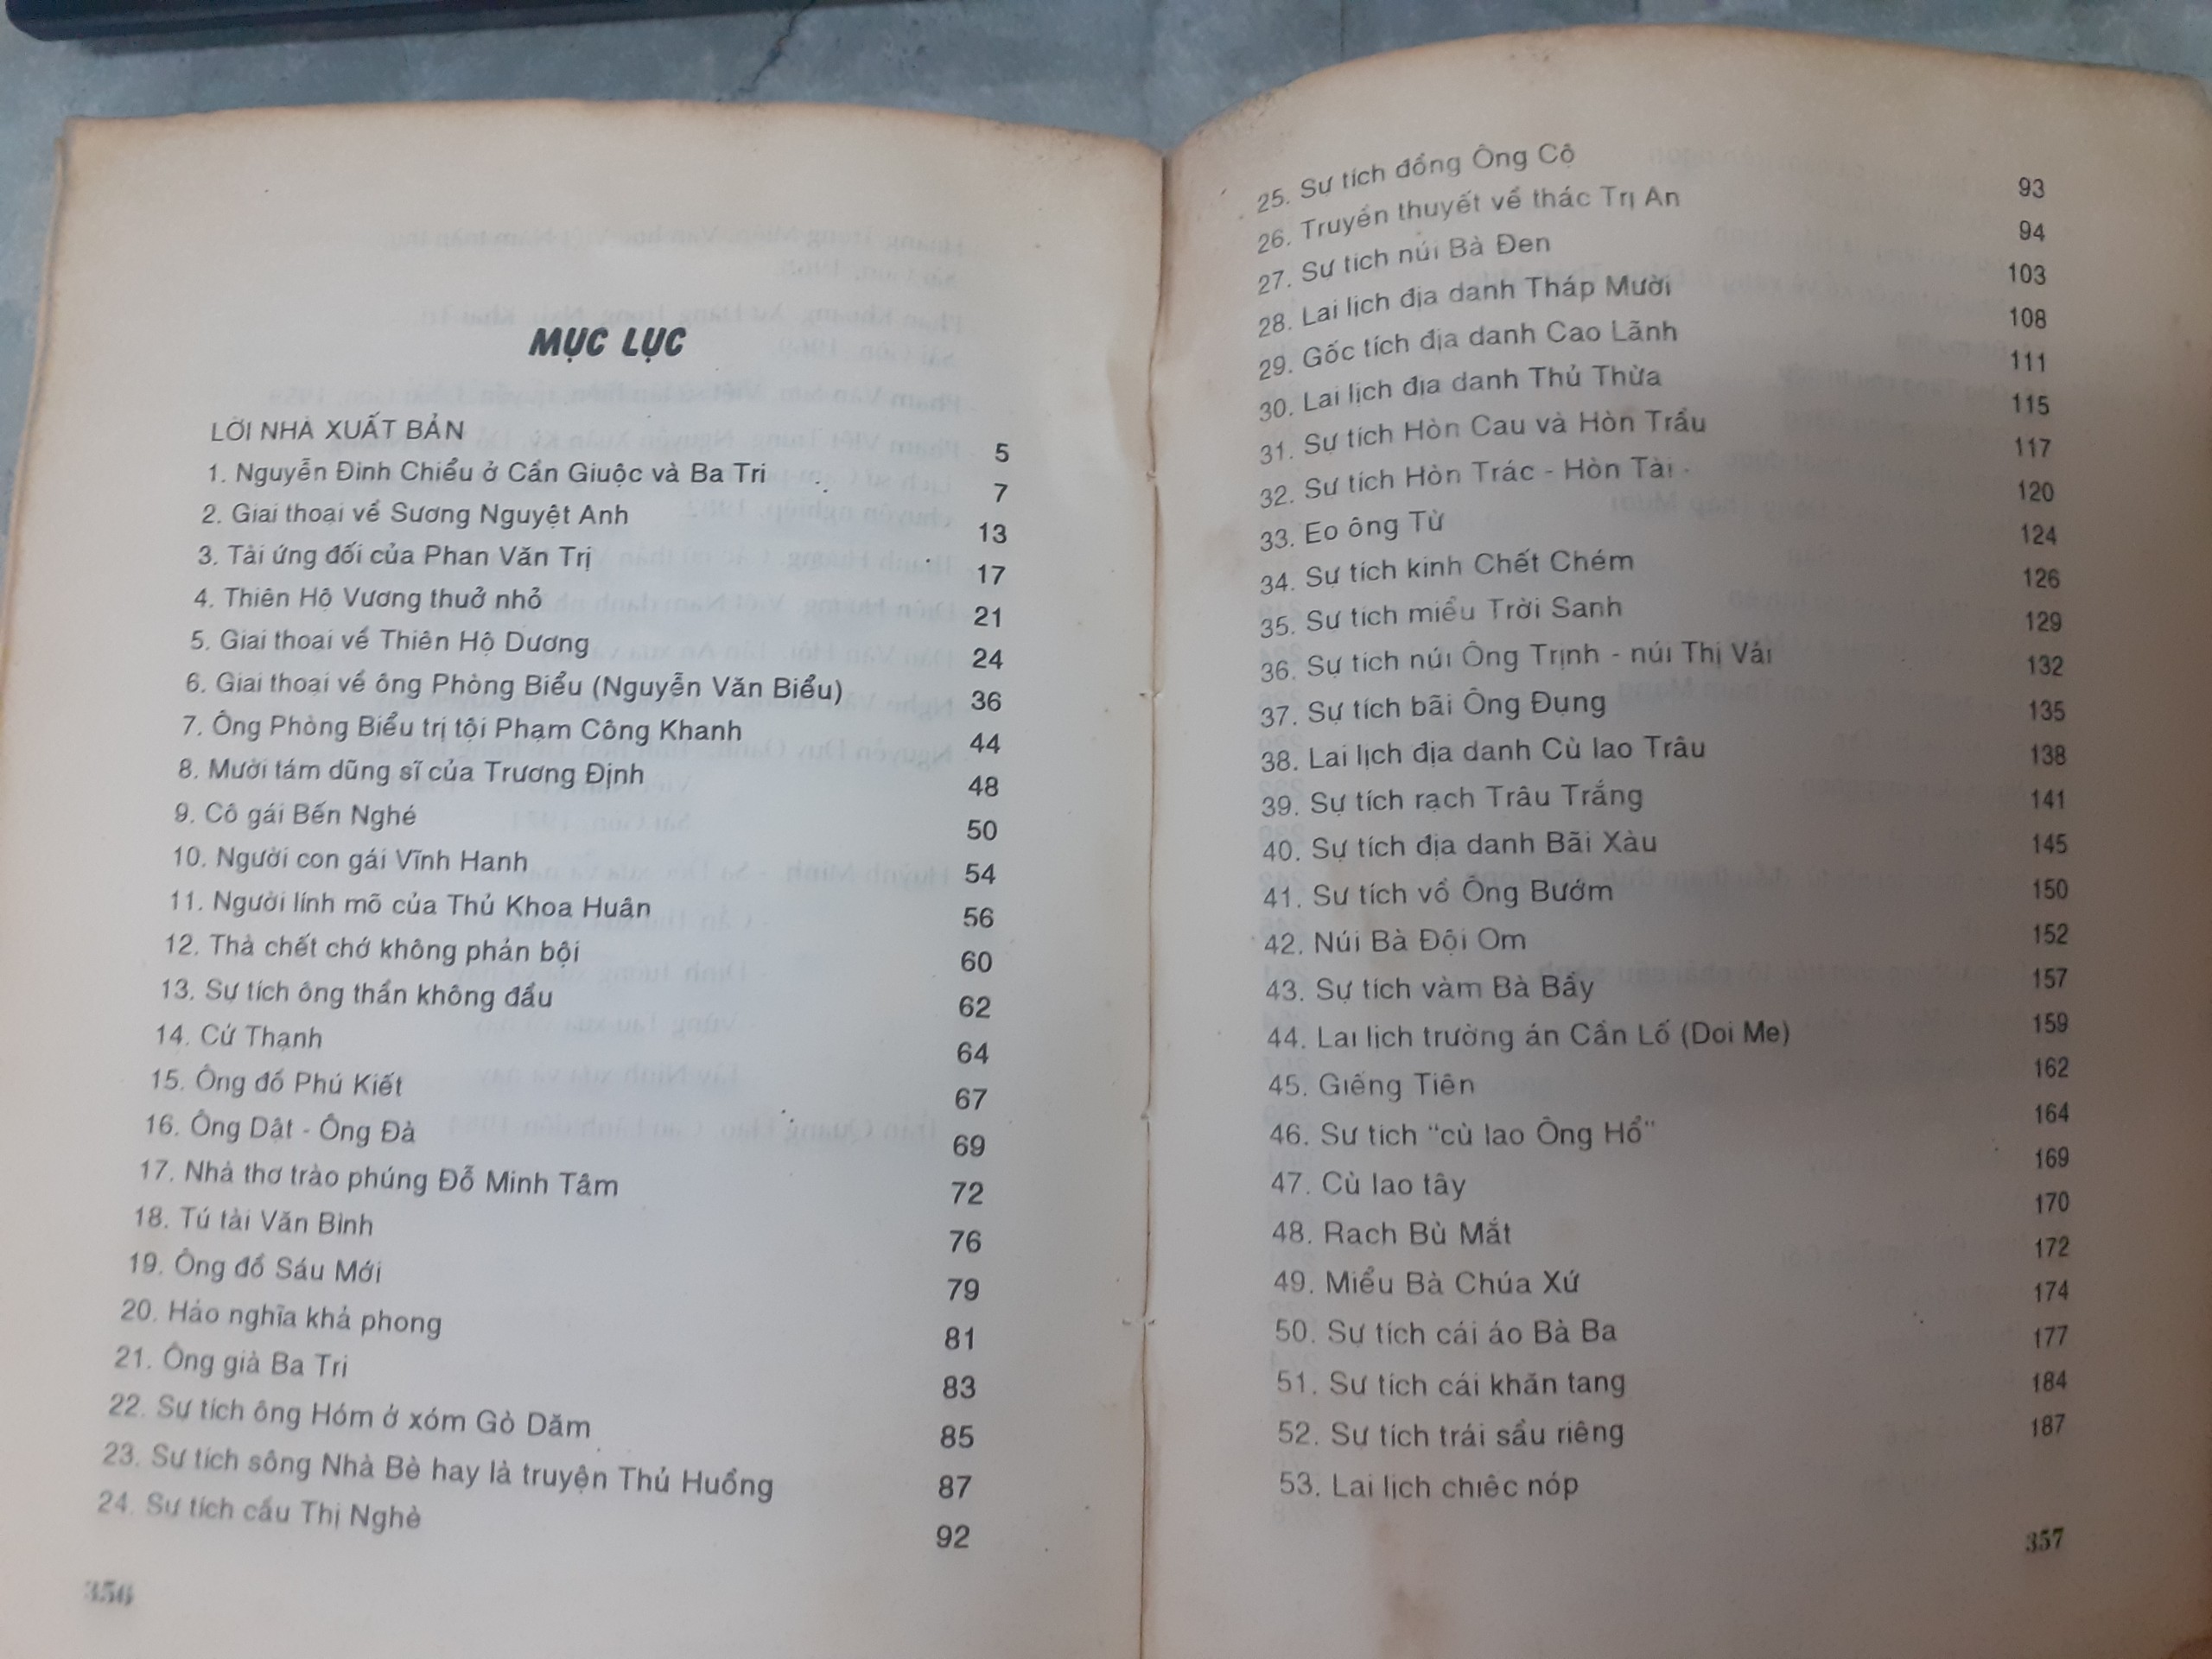 MỤC LỤC
LỜI NHÀ XUẤT BẢN 5
1. Nguyễn Đình Chiểu ở Cần Giuộc và Ba Tri 7
2. Giai thoại về Sương Nguyệt Anh 13
3. Tài ứng đối của Phan Văn Trị 17
4. Thiên Hộ Vương thuở nhỏ 21
5. Giai thoại về Thiên Hộ Dương 24
6. Giai thoại về ông Phòng Biểu (Nguyễn Văn Biểu) 36
7. Ông Phòng Biểu trị tội Phạm Công Khanh 44
8. Mười tám dũng sĩ của Trương Định 48
9. Cô gái Bến Nghé 50
10. Người con gái Vĩnh Hanh 54
11. Người lính mõ của Thủ Khoa Huân 56
12. Thà chết chớ không phản bội 60
13. Sự tích ông thần không đầu 62
14. Cử Thạnh 64
15. Ông đồ Phú Kiết 67
16. Ông Dật - Ông Đà 69
17. Nhà thơ trào phúng Đỗ Minh Tâm 72
18. Tú tài Văn Bình 76
19. Ông đồ Sáu Mới 79
20. Hảo nghĩa khả phong 81
21. Ông già Ba Tri 83
22. Sự tích ông Hóm ở xóm Gò Dăm 85
23. Sự tích sông Nhà Bè hay là truyện Thủ Huồng 87
24. Sự tích cầu Thị Nghè 92
356
25. Sự tích đồng Ông Cộ 93
26. Truyền thuyết về thác Trị An 94
27. Sự tích núi Bà Đen 103
28. Lai lịch địa danh Tháp Mười 108
29. Gốc tích địa danh Cao Lãnh 111
30. Lai lịch địa danh Thủ Thừa 115
31. Sự tích Hòn Cau và Hòn Trầu 117
32. Sự tích Hòn Trác - Hòn Tài 120
33. Eo ông Từ 124
34. Sự tích kinh Chết Chém 126
35. Sự tích miểu Trời Sanh 129
36. Sự tích núi Ông Trịnh - núi Thị Vải 132
37. Sự tích bãi Ông Đụng 135
38. Lai lịch địa danh Cù lao Trâu 138
39. Sự tích rạch Trâu Trắng 141
40. Sự tích địa danh Bãi Xàu 145
41. Sự tích vồ Ông Bướm 150
42. Núi Bà Đội Om 152
43. Sự tích vàm Bà Bầy 157
44. Lai lịch trường án Cần Lố (Doi Me) 159
45. Giếng Tiên 162
46. Sự tích "cù lao Ông Hổ" 164
47. Cù lao tây 169
48. Rạch Bù Mắt 170
49. Miểu Bà Chúa Xứ 172
50. Sự tích cái áo Bà Ba 174
51. Sự tích cái khăn tang 177
52. Sự tích trái sầu riêng 184
53. Lai lịch chiếc nóp 187
357